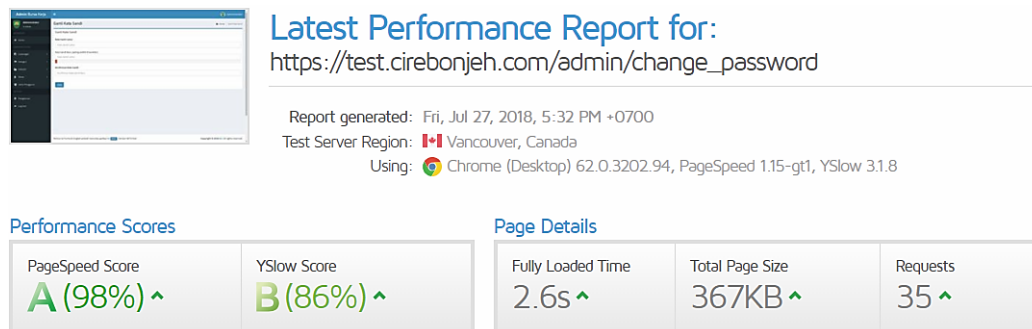 Latest Performance Report for:
https://test.cirebonjeh.com/admin/change_password
Report generated: Fri, Jul 27, 2018, 5:32 PM +0700
Test Server Region: Vancouver, Canada
Using: Chrome (Desktop) 62.0.3202.94, PageSpeed 1.15-gt1, YSlow 3.1.8
Performance Scores
Page Details
PageSpeed Score
A (98%)
YSlow Score
B (86%)
Fully Loaded Time
2.6s
Total Page Size
367KB
Requests
35